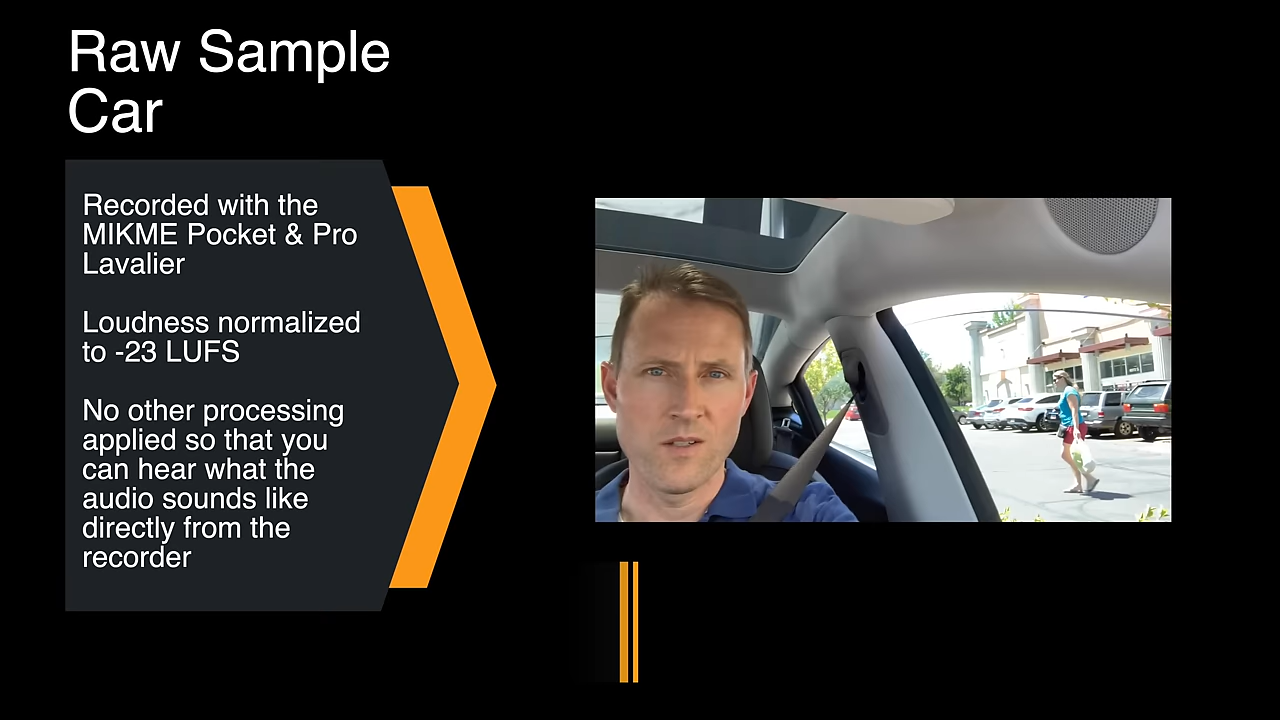 Raw Sample
Car
Recorded with the
MIKME Pocket & Pro
Lavalier
Loudness normalized
to -23 LUFS
No other processing
applied so that you
can hear what the
audio sounds like
directly from the
recorder